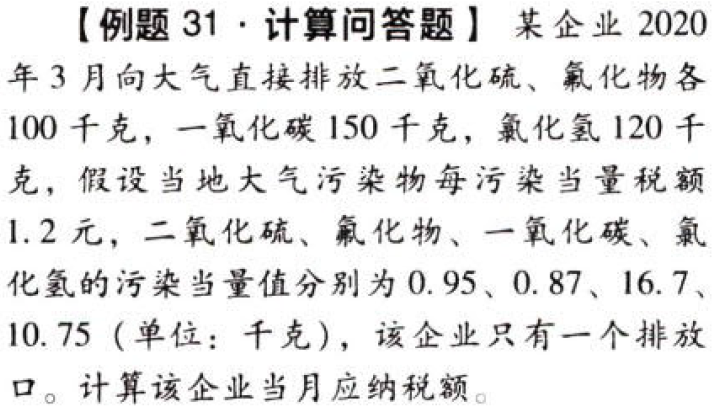 【例题 31·计算问答题】 某企业 2020
年 3 月向大气直接排放二氧化硫、氟化物各
100 千克，一氧化碳 150 千克，氯化氢 120 千
克，假设当地大气污染物每污染当量税额
1.2 元，二氧化硫、氟化物、一氧化碳、氯
化氢的污染当量值分别为 0.95、0.87、16.7、
10.75（单位：千克），该企业只有一个排放
口。计算该企业当月应纳税额。